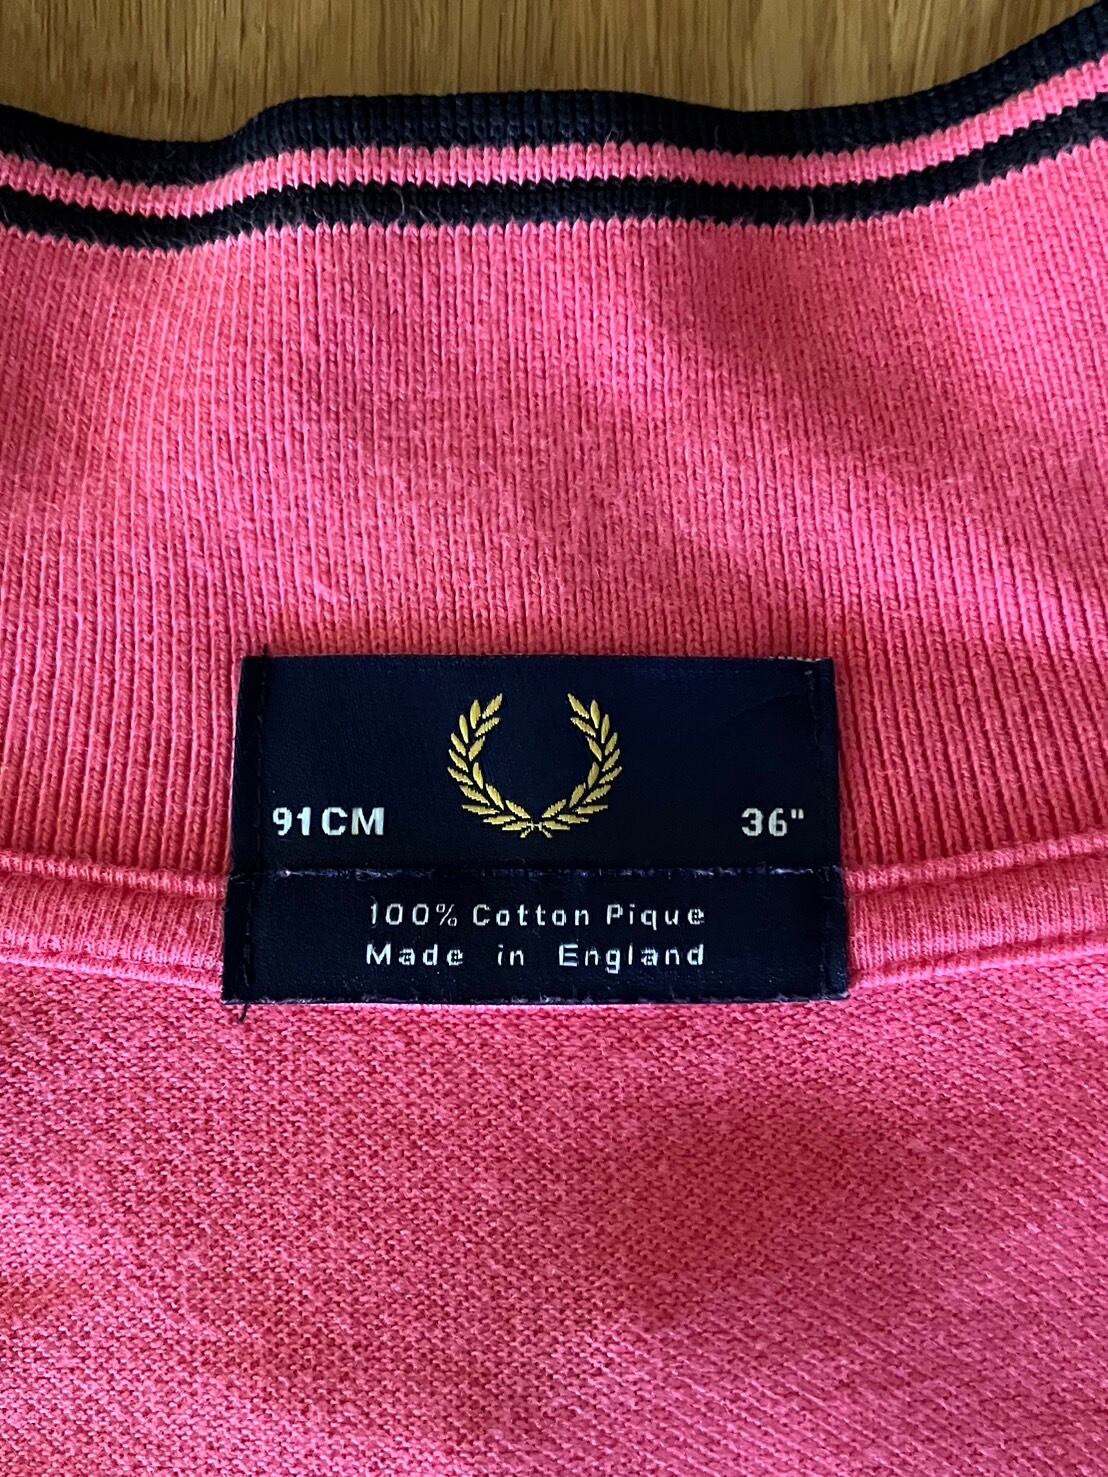 91CM 36"
100% Cotton Pique
Made in England